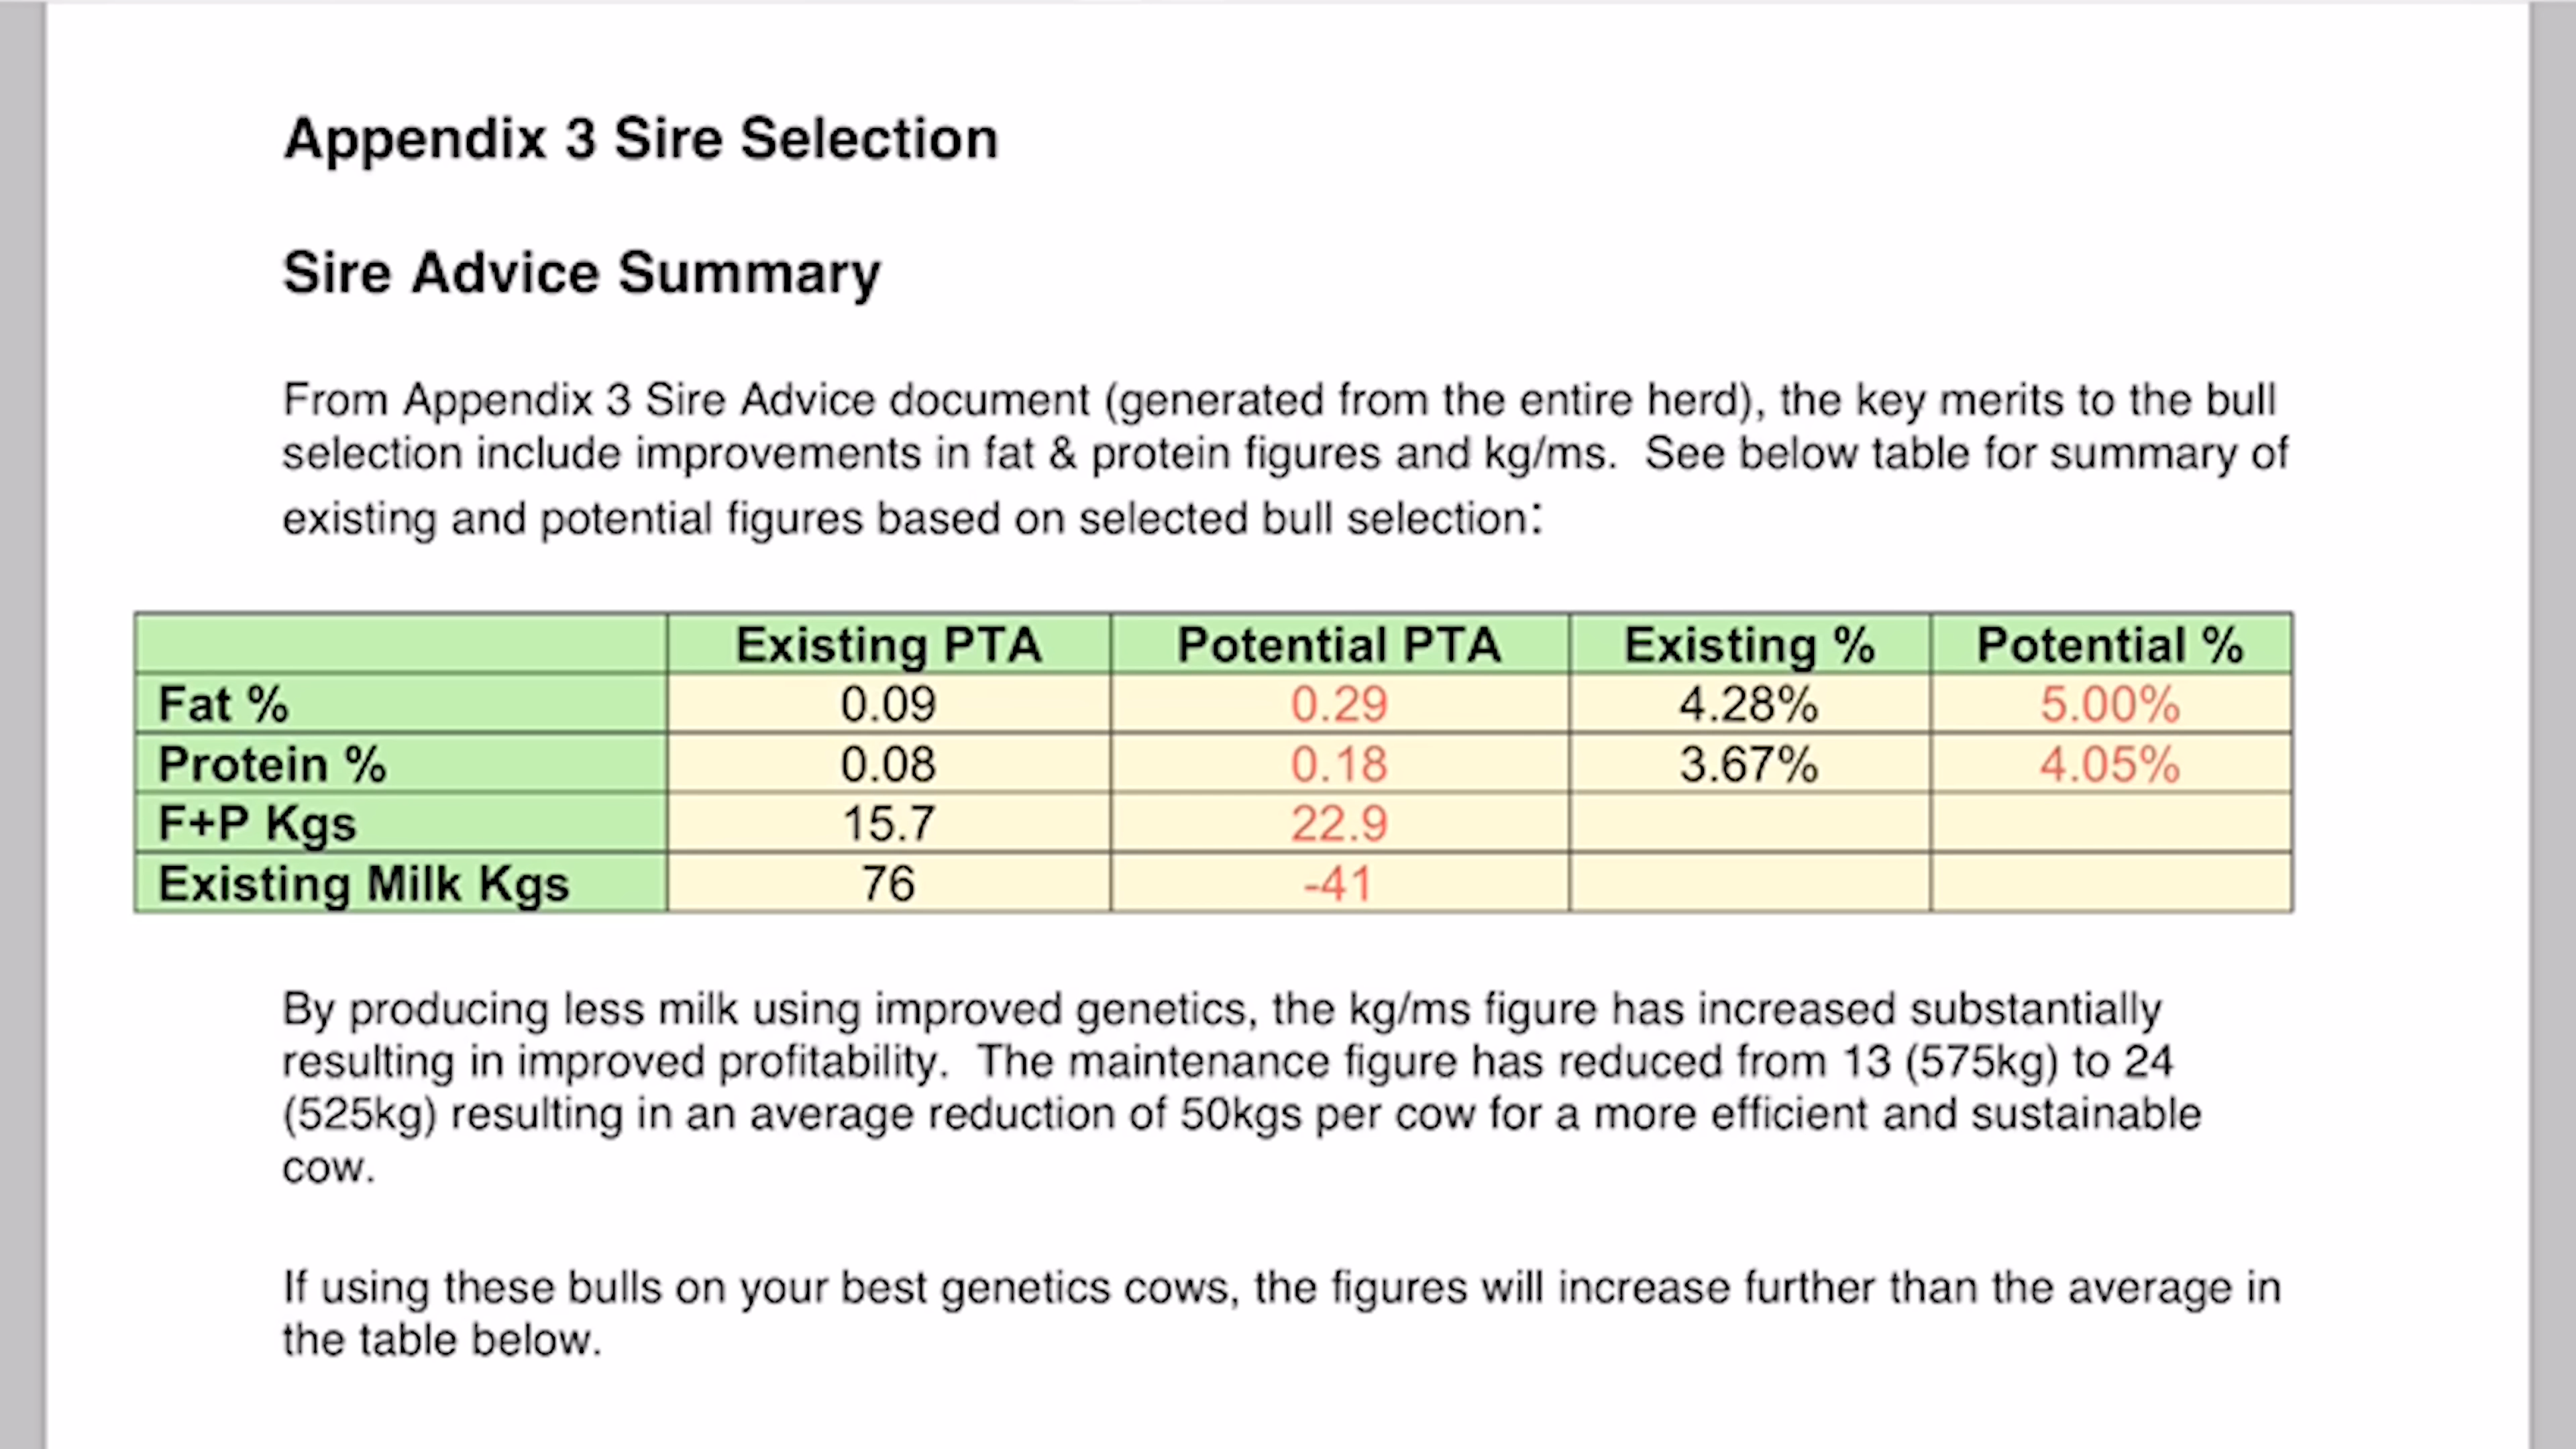 Appendix 3 Sire Selection
Sire Advice Summary
From Appendix 3 Sire Advice document (generated from the entire herd), the key merits to the bull
selection include improvements in fat & protein figures and kg/ms.  See below table for summary of
existing and potential figures based on selected bull selection:
Existing PTA Potential PTA Existing % Potential %
Fat % 0.09 0.29 4.28% 5.00%
Protein % 0.08 0.18 3.67% 4.05%
F+P Kgs 15.7 22.9
Existing Milk Kgs 76 -41
By producing less milk using improved genetics, the kg/ms figure has increased substantially
resulting in improved profitability.  The maintenance figure has reduced from 13 (575kg) to 24
(525kg) resulting in an average reduction of 50kgs per cow for a more efficient and sustainable
cow.
If using these bulls on your best genetics cows, the figures will increase further than the average in
the table below.